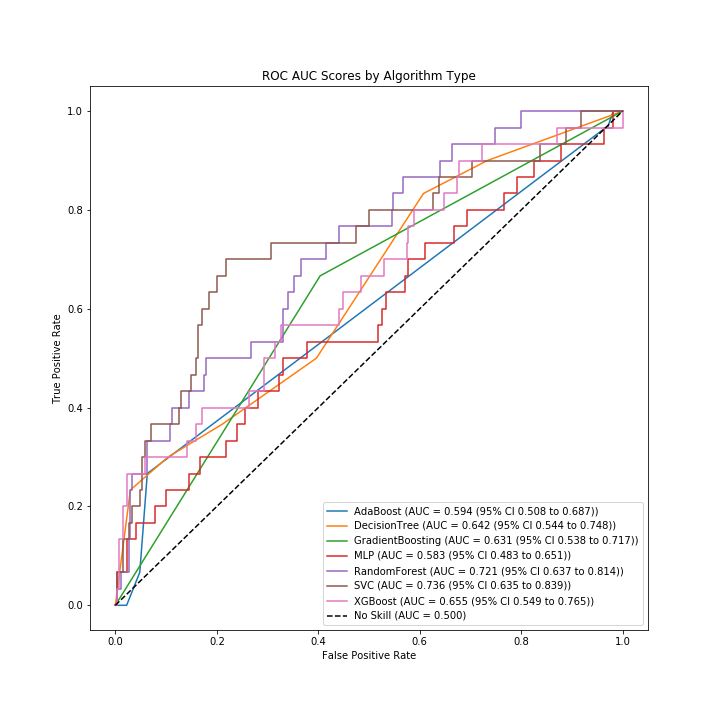 ROC AUC Scores by Algorithm Type
True Positive Rate
1.0
0.8
0.6
0.4
0.2
0.0
AdaBoost (AUC = 0.594 (95% CI 0.508 to 0.687))
DecisionTree (AUC = 0.642 (95% CI 0.544 to 0.748))
GradientBoosting (AUC = 0.631 (95% CI 0.538 to 0.717))
MLP (AUC = 0.583 (95% CI 0.483 to 0.651))
RandomForest (AUC = 0.721 (95% CI 0.637 to 0.814))
SVC (AUC = 0.736 (95% CI 0.635 to 0.839))
XGBoost (AUC = 0.655 (95% CI 0.549 to 0.765))
No Skill (AUC = 0.500)
0.0 0.2 0.4 0.6 0.8 1.0
False Positive Rate